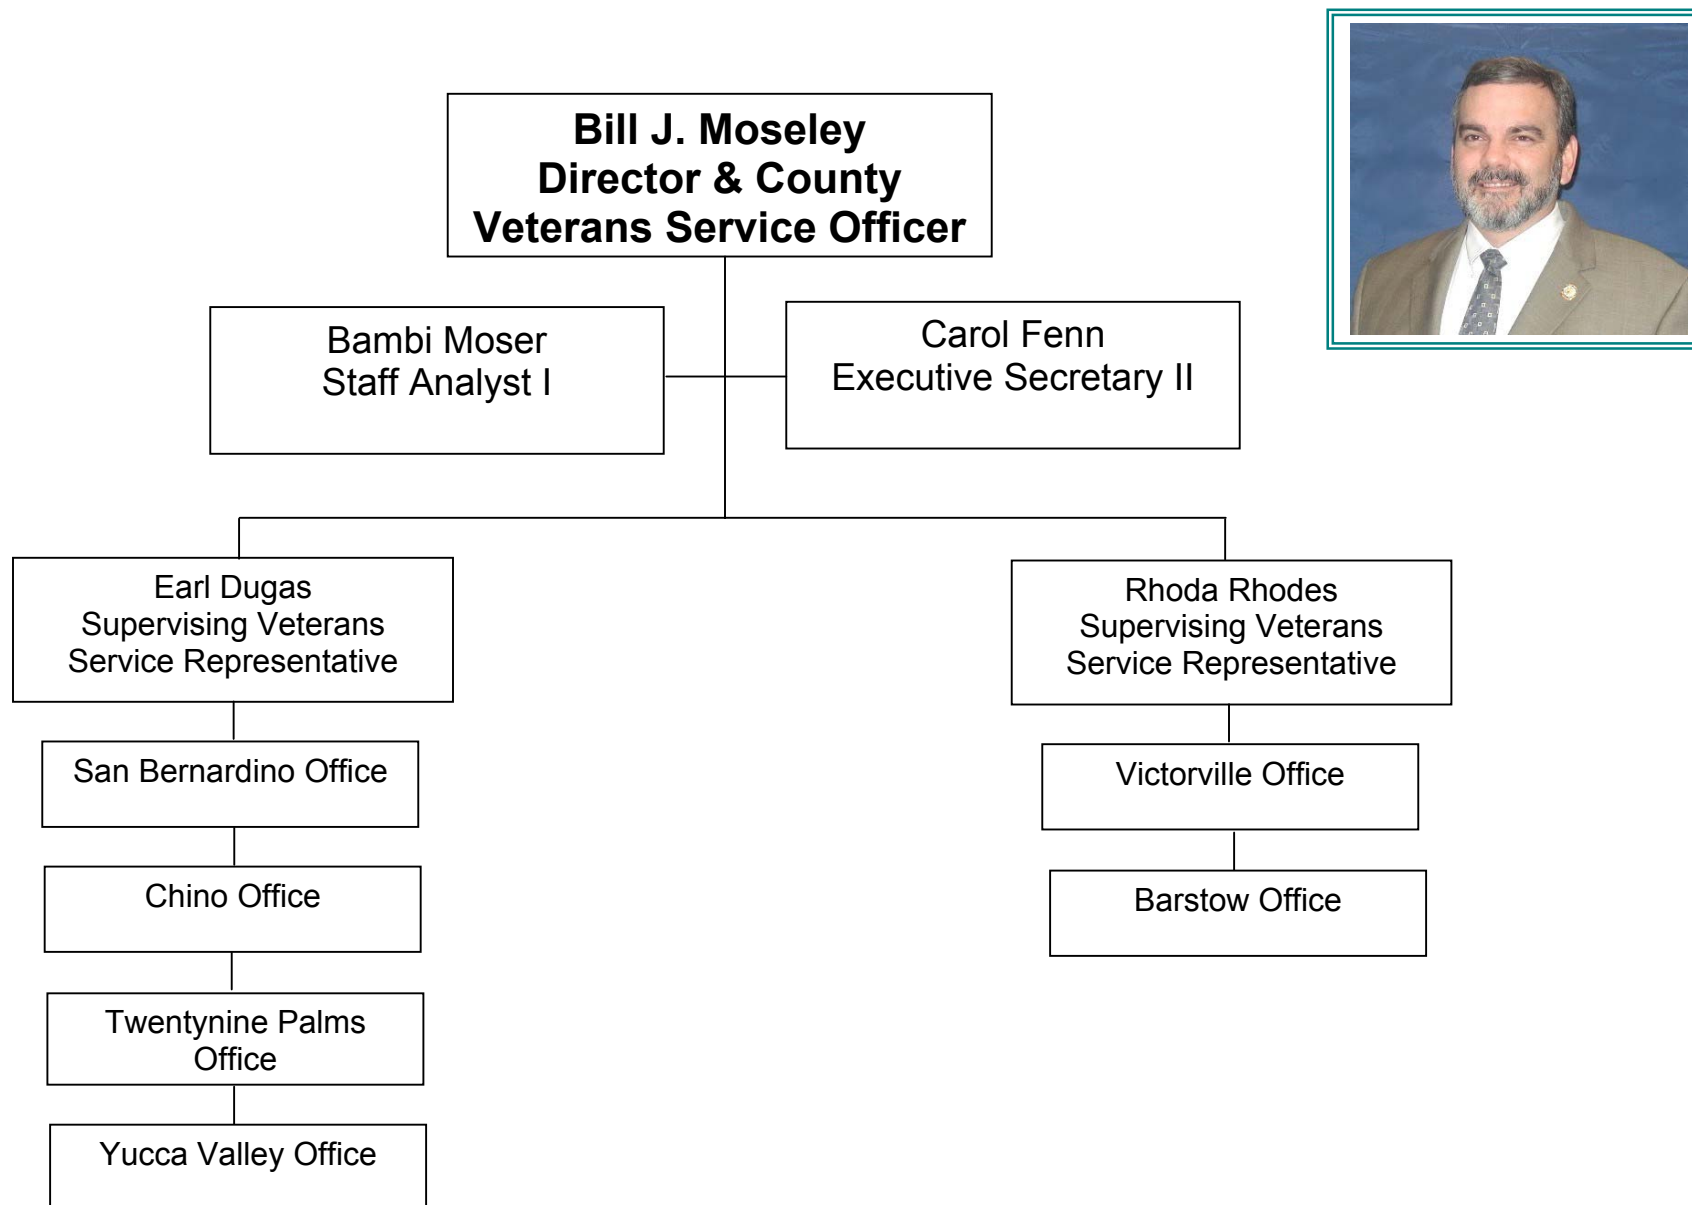 Bill J. Moseley
Director & County
Veterans Service Officer
Bambi Moser
Staff Analyst I
Carol Fenn
Executive Secretary II
Earl Dugas
Supervising Veterans
Service Representative
San Bernardino Office
Chino Office
Twentynine Palms
Office
Yucca Valley Office
Rhoda Rhodes
Supervising Veterans
Service Representative
Victorville Office
Barstow Office